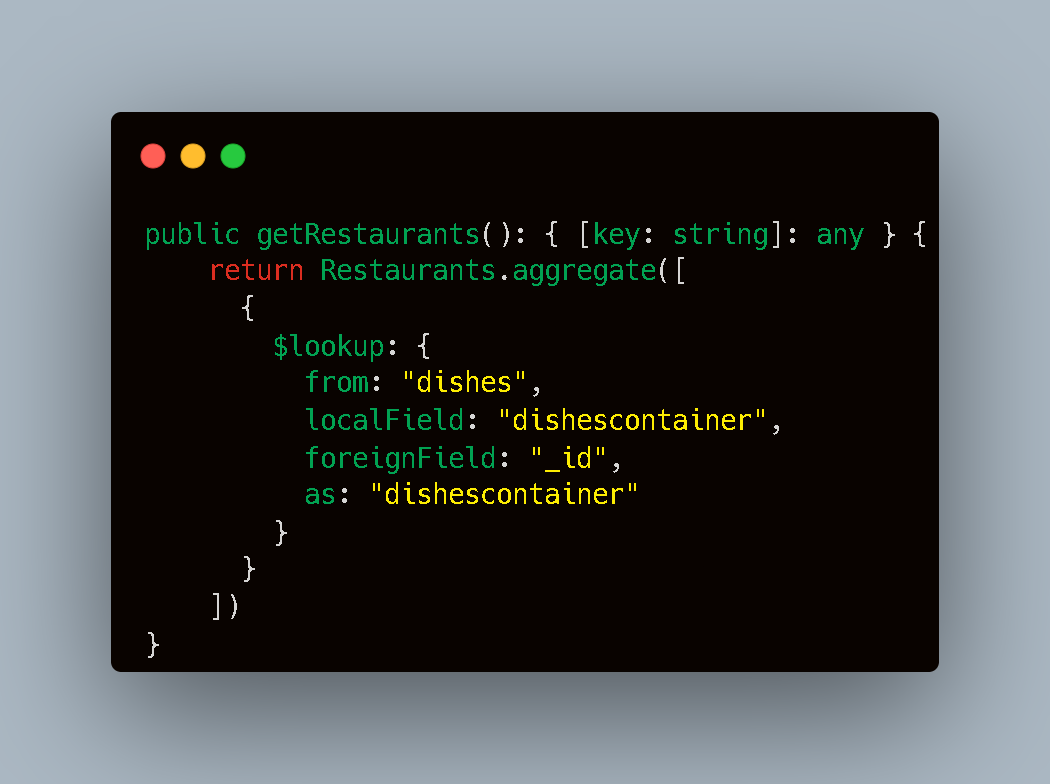 public getRestaurants(): { [key: string]: any } {
    return Restaurants.aggregate([
      {
        $lookup: {
          from: "dishes",
          localField: "dishescontainer",
          foreignField: "_id",
          as: "dishescontainer"
        }
      }
    ])
}